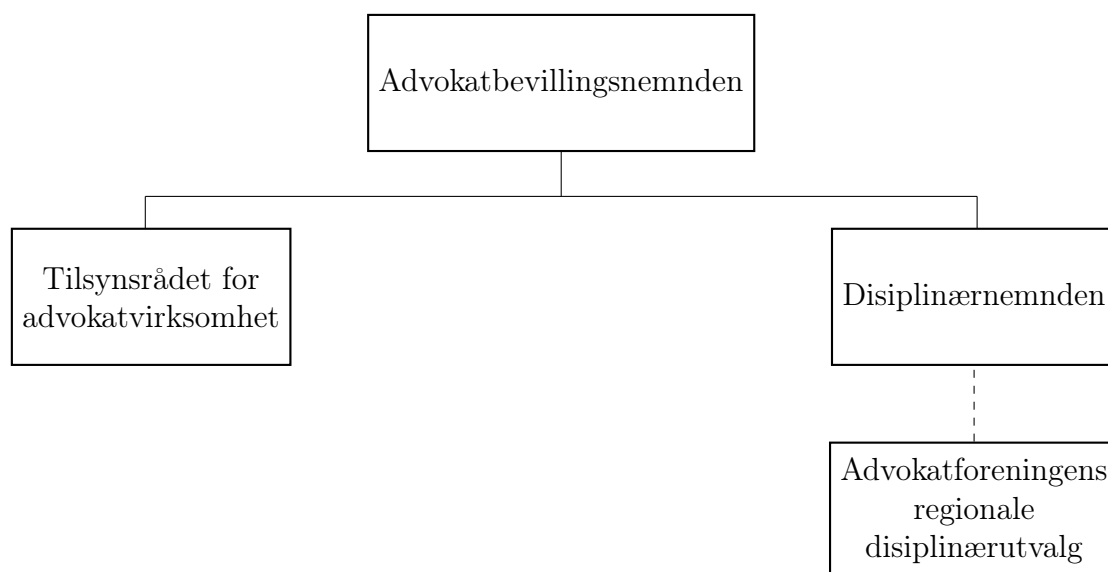 Advokatbevillingsnemnden
Tilsynsrådet for
advokatvirksomhet
Disiplinærnemnden
Advokatforeningens
regionale
disiplinærutvalg